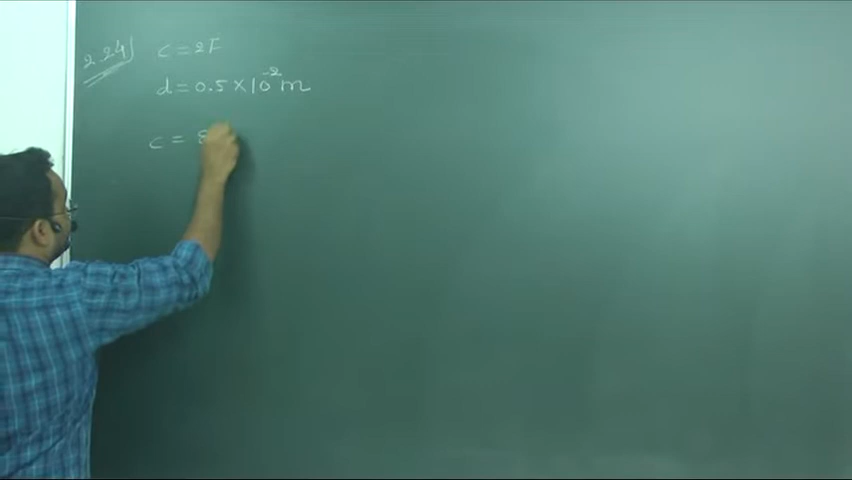 2.24)
c = 2F
d = 0.5 × 10⁻² m
c = ε